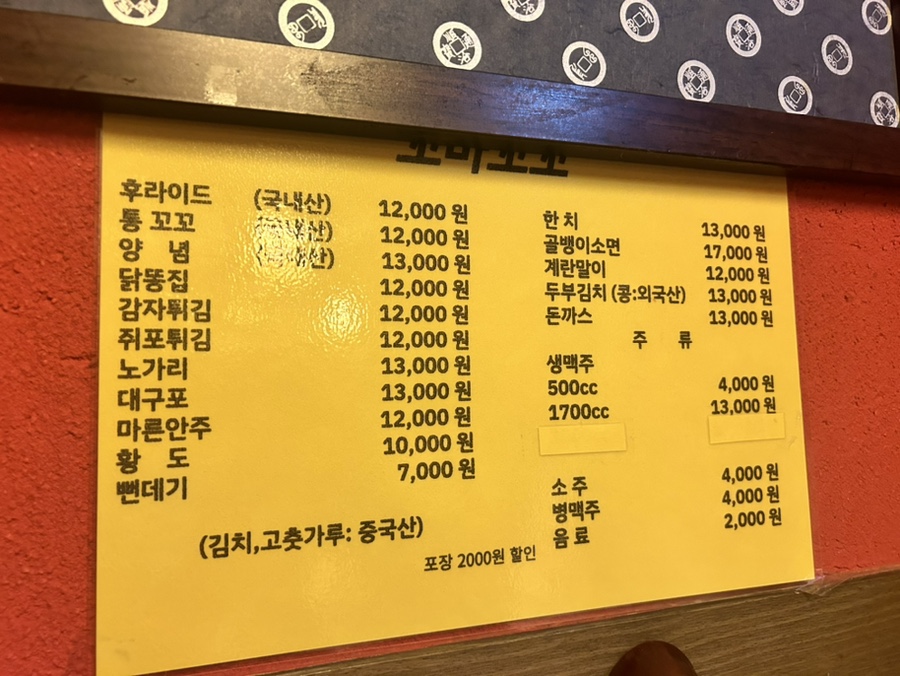 후라이드 (국내산) 12,000 원
통 꼬꼬 12,000 원
양 념 13,000 원
닭똥집 12,000 원
감자튀김 12,000 원
쥐포튀김 12,000 원
노가리 13,000 원
대구포 13,000 원
마른안주 12,000 원
황 도 10,000 원
뻔데기 7,000 원
(김치,고춧가루: 중국산)
포장 2000원 할인
한 치 13,000 원
골뱅이소면 17,000 원
계란말이 12,000 원
두부김치 (콩:외국산) 13,000 원
돈까스 13,000 원
주 류
생맥주
500cc 4,000 원
1700cc 13,000 원
소 주 4,000 원
병맥주 4,000 원
음 료 2,000 원